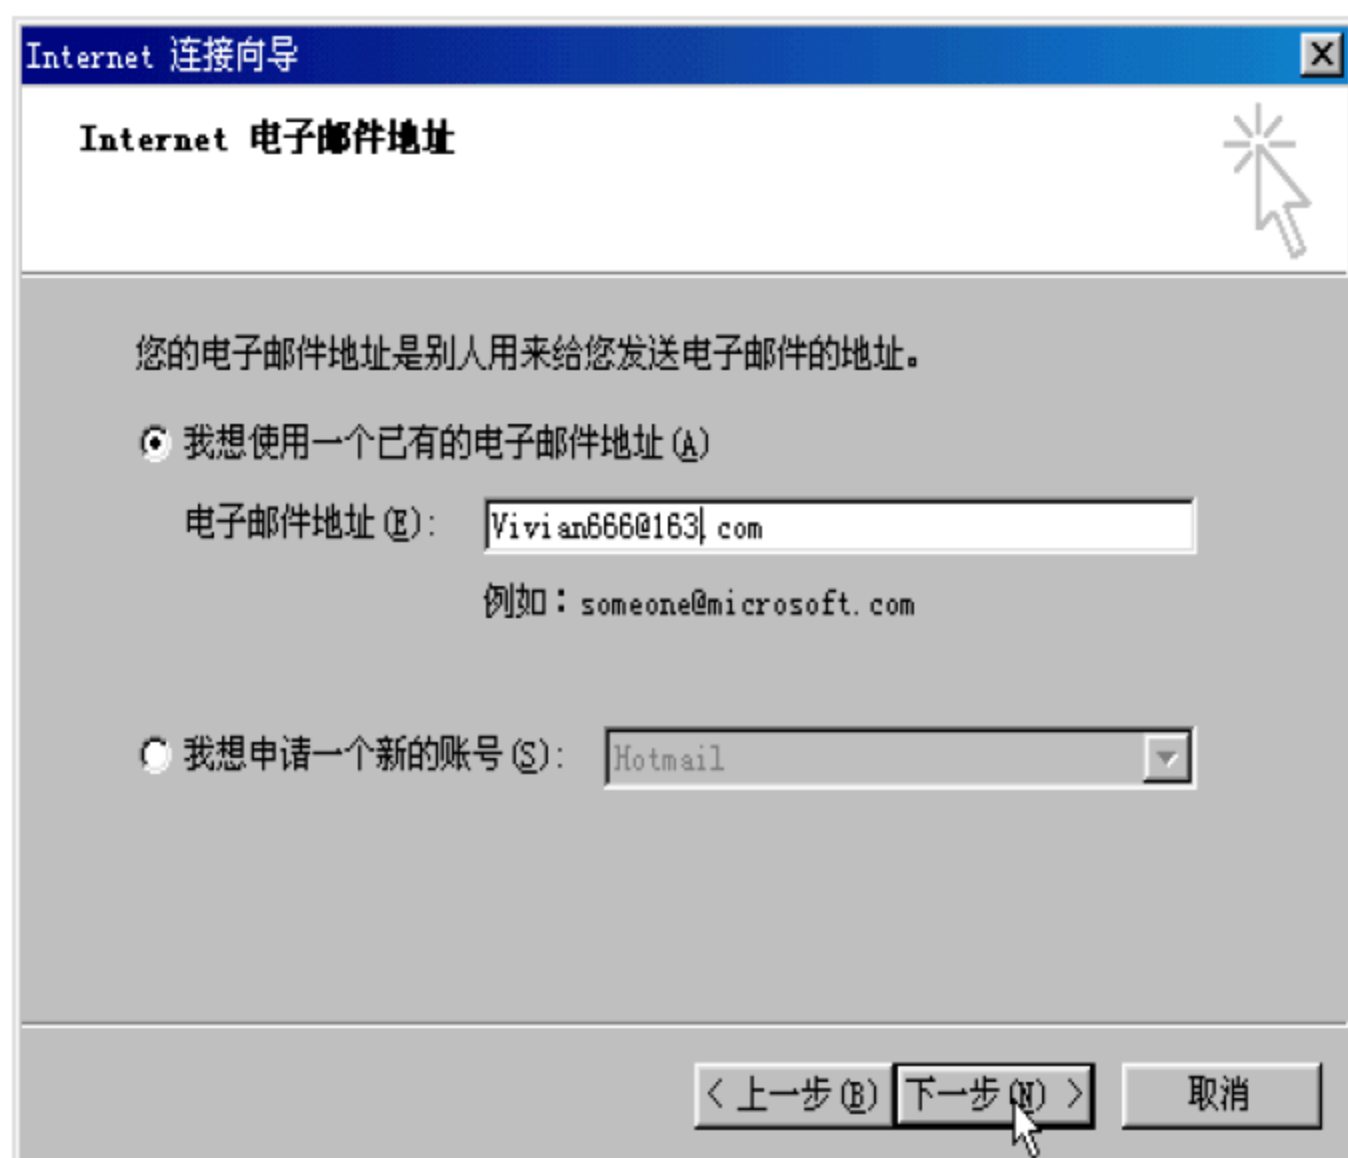 Internet 连接向导
Internet 电子邮件地址
您的电子邮件地址是别人用来给您发送电子邮件的地址。
我想使用一个已有的电子邮件地址(A)
电子邮件地址(E): Vivian666@163.com
例如：someone@microsoft.com
我想申请一个新的账号(S): Hotmail
< 上一步(B) 下一步(N) > 取消